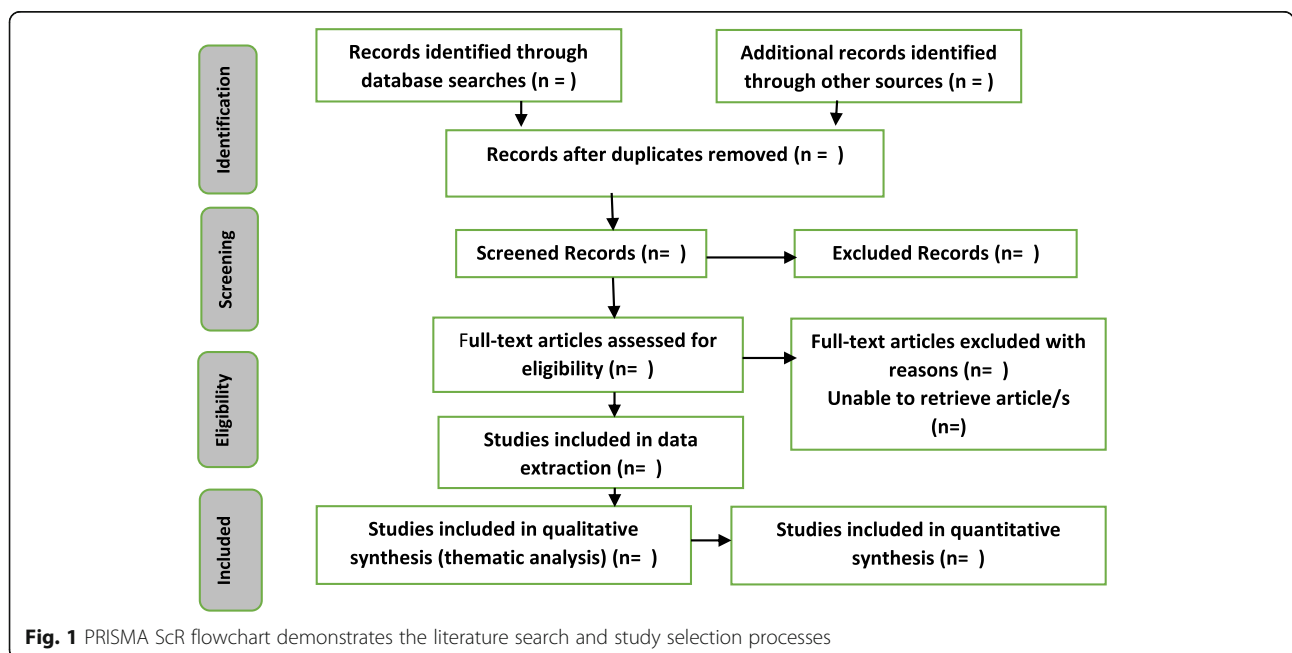 Identification
Records identified through
database searches (n = )
Additional records identified
through other sources (n = )
Records after duplicates removed (n =  )
Screening
Screened Records (n=  )
Excluded Records (n=  )
Eligibility
Full-text articles assessed for
eligibility (n=  )
Full-text articles excluded with
reasons (n=  )
Unable to retrieve article/s
(n=)
Studies included in data
extraction (n=  )
Included
Studies included in qualitative
synthesis (thematic analysis) (n=  )
Studies included in quantitative
synthesis (n=  )
Fig. 1 PRISMA ScR flowchart demonstrates the literature search and study selection processes